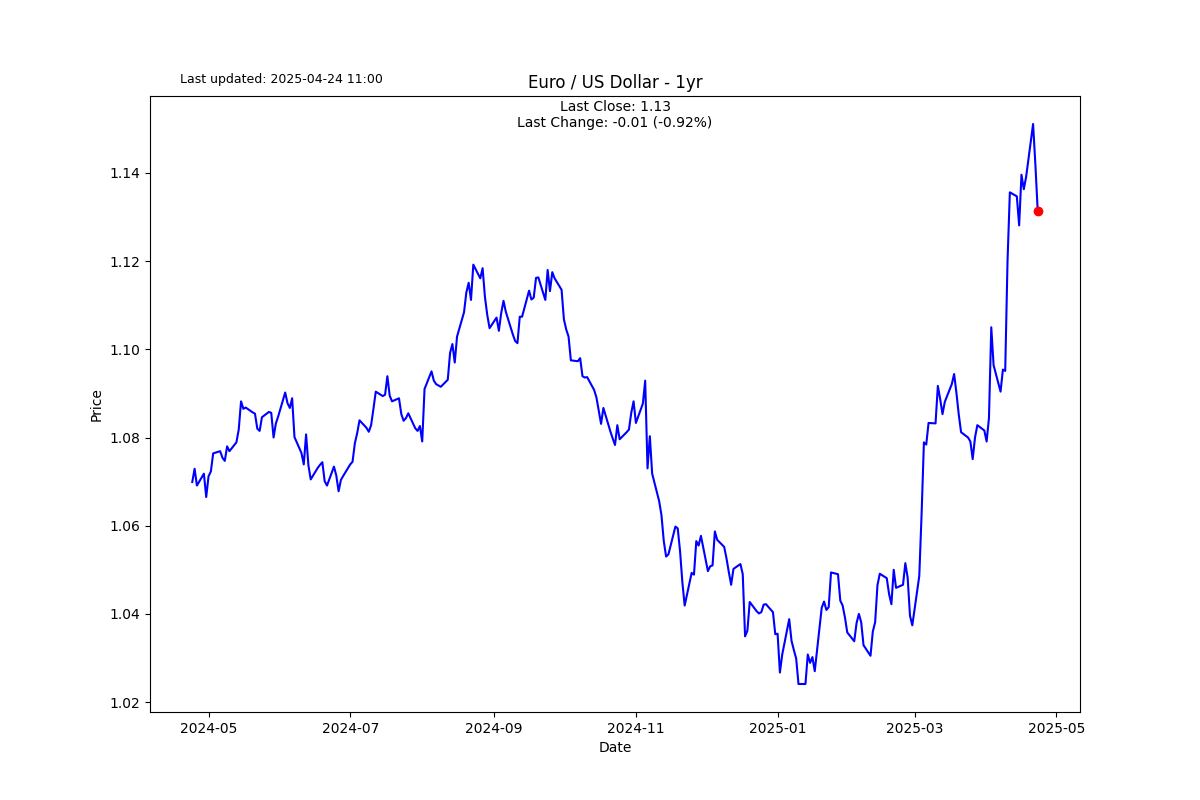 Last updated: 2025-04-24 11:00
Euro / US Dollar - 1yr
Last Close: 1.13
Last Change: -0.01 (-0.92%)
Price
1.14
1.12
1.10
1.08
1.06
1.04
1.02
2024-05 2024-07 2024-09 2024-11 2025-01 2025-03 2025-05
Date